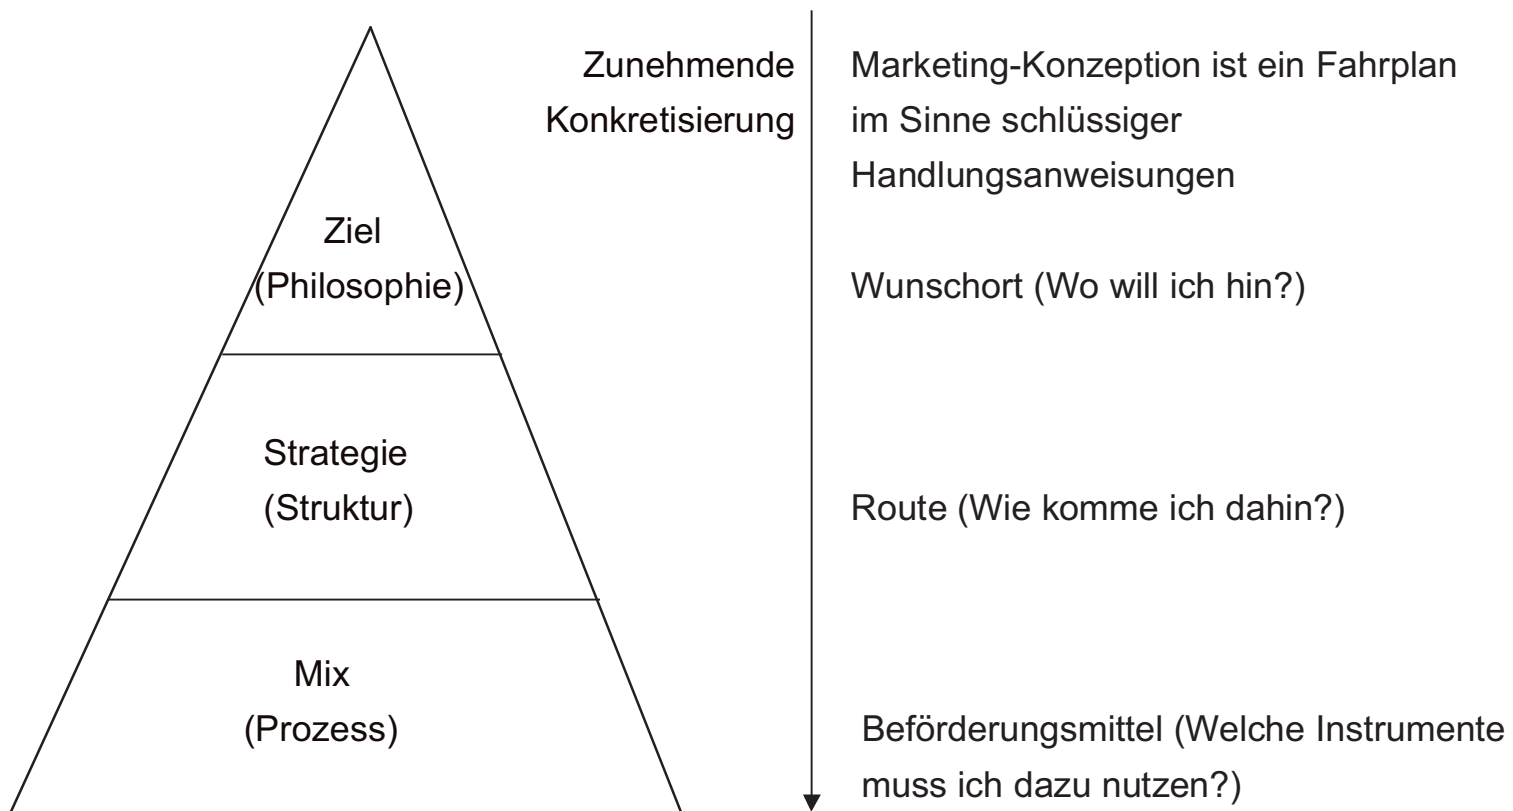 Zunehmende
Konkretisierung
Marketing-Konzeption ist ein Fahrplan
im Sinne schlüssiger
Handlungsanweisungen
Ziel
(Philosophie)
Wunschort (Wo will ich hin?)
Strategie
(Struktur)
Route (Wie komme ich dahin?)
Mix
(Prozess)
Beförderungsmittel (Welche Instrumente
muss ich dazu nutzen?)